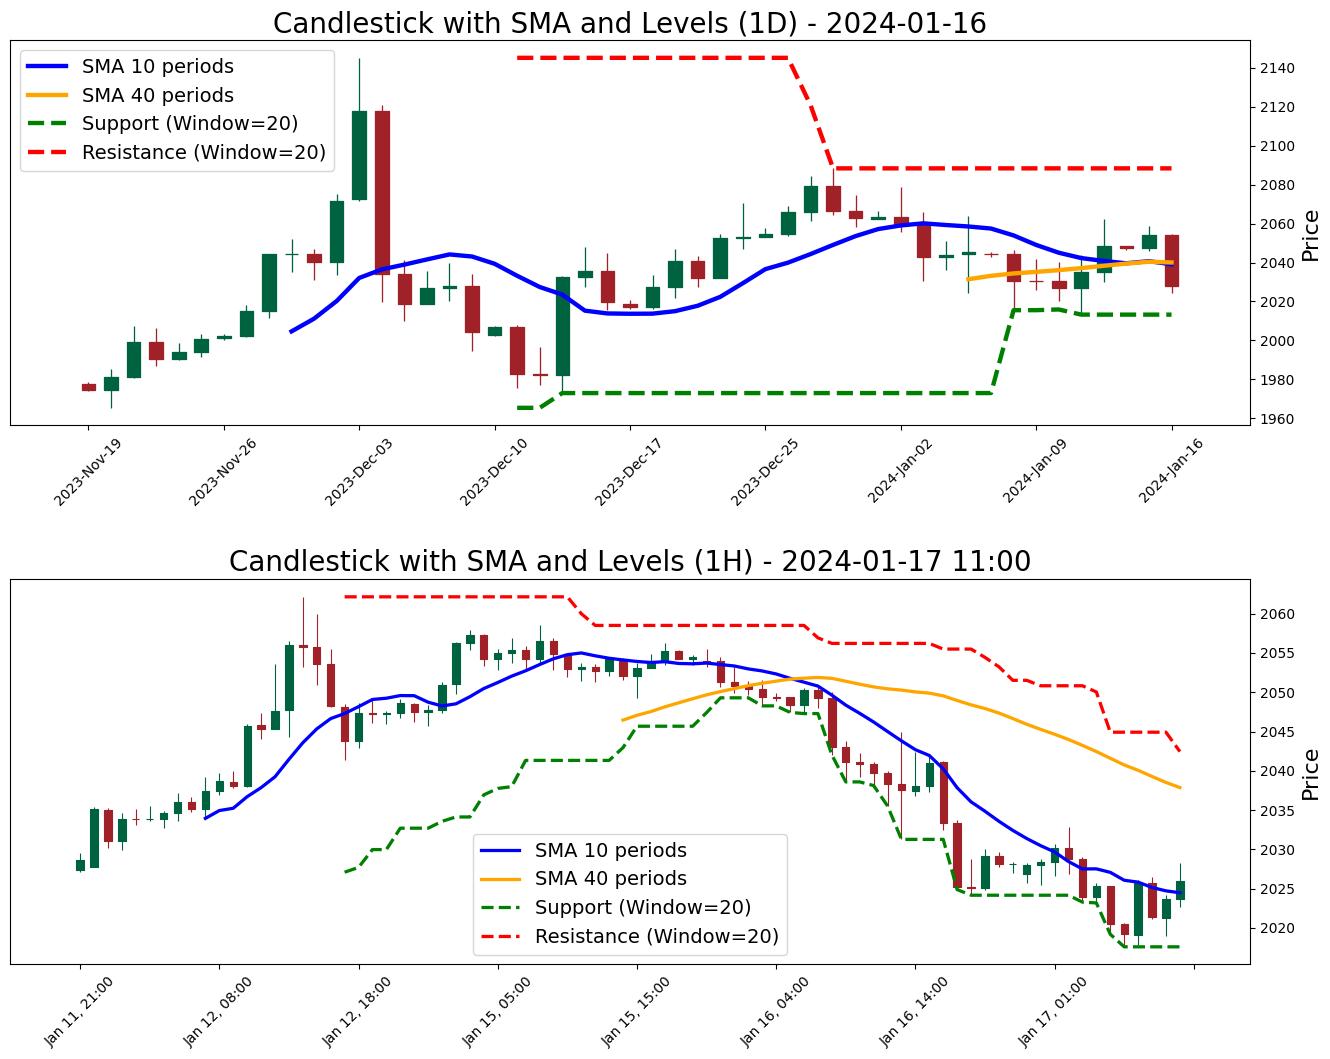 Candlestick with SMA and Levels (1D) - 2024-01-16
SMA 10 periods
SMA 40 periods
Support (Window=20)
Resistance (Window=20)
2140
2120
2100
2080
2060
2040
2020
2000
1980
1960
Price
2023-Nov-19
2023-Nov-26
2023-Dec-03
2023-Dec-10
2023-Dec-17
2023-Dec-25
2024-Jan-02
2024-Jan-09
2024-Jan-16
Candlestick with SMA and Levels (1H) - 2024-01-17 11:00
2060
2055
2050
2045
2040
2035
2030
2025
2020
Price
SMA 10 periods
SMA 40 periods
Support (Window=20)
Resistance (Window=20)
Jan 11, 21:00
Jan 12, 08:00
Jan 12, 18:00
Jan 15, 05:00
Jan 15, 15:00
Jan 16, 04:00
Jan 16, 14:00
Jan 17, 01:00